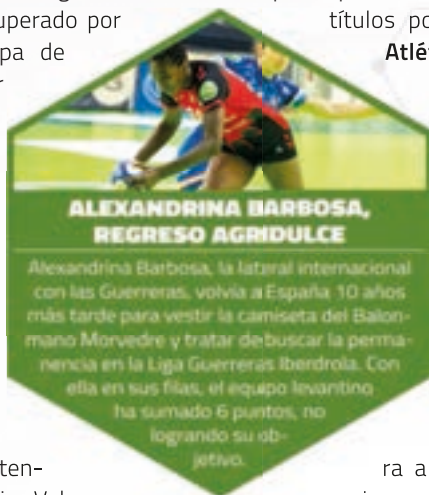 uperado por
pa de
títulos po
Atlé
ALEXANDRINA BARBOSA,
REGRESO AGRIDULCE
Alexandrina Barbosa, la lateral internacional
con las Guerreras, volvía a España 10 años
más tarde para vestir la camiseta del Balon-
mano Morvedre y tratar de buscar la perma-
nencia en la Liga Guerreras Iberdrola. Con
ella en sus filas, el equipo levantino
ha sumado 6 puntos, no
logrando su ob-
jetivo.
ten-
ra a